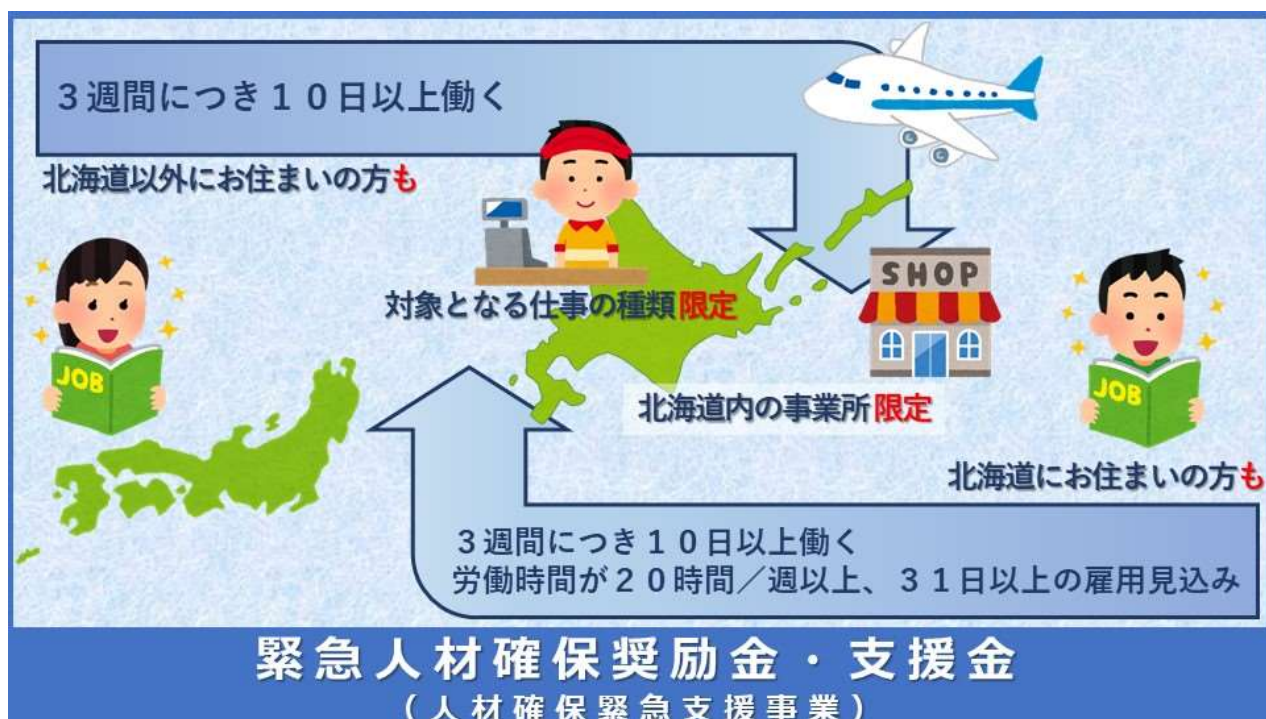 ３週間につき１０日以上働く
北海道以外にお住まいの方も
SHOP
対象となる仕事の種類限定
JOB
JOB
北海道内の事業所限定
北海道にお住まいの方も
３週間につき１０日以上働く
労働時間が２０時間／週以上、３１日以上の雇用見込み
緊急人材確保奨励金・支援金
（人材確保緊急支援事業）